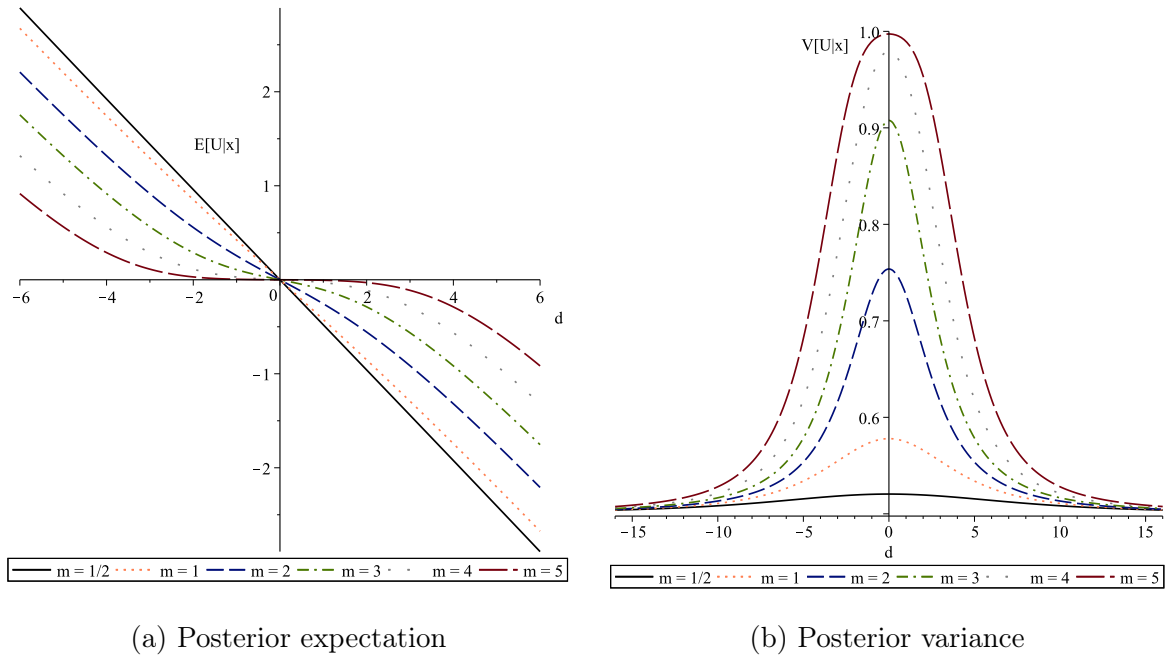 2
E[U|x]
1
−6
−4
−2
0
2
4
6
d
−1
−2
m = 1/2 m = 1 m = 2 m = 3 m = 4 m = 5
(a) Posterior expectation
V[U|x]
1.0
0.9
0.8
0.7
0.6
−15 −10 −5 0 5 10 15
d
m = 1/2 m = 1 m = 2 m = 3 m = 4 m = 5
(b) Posterior variance